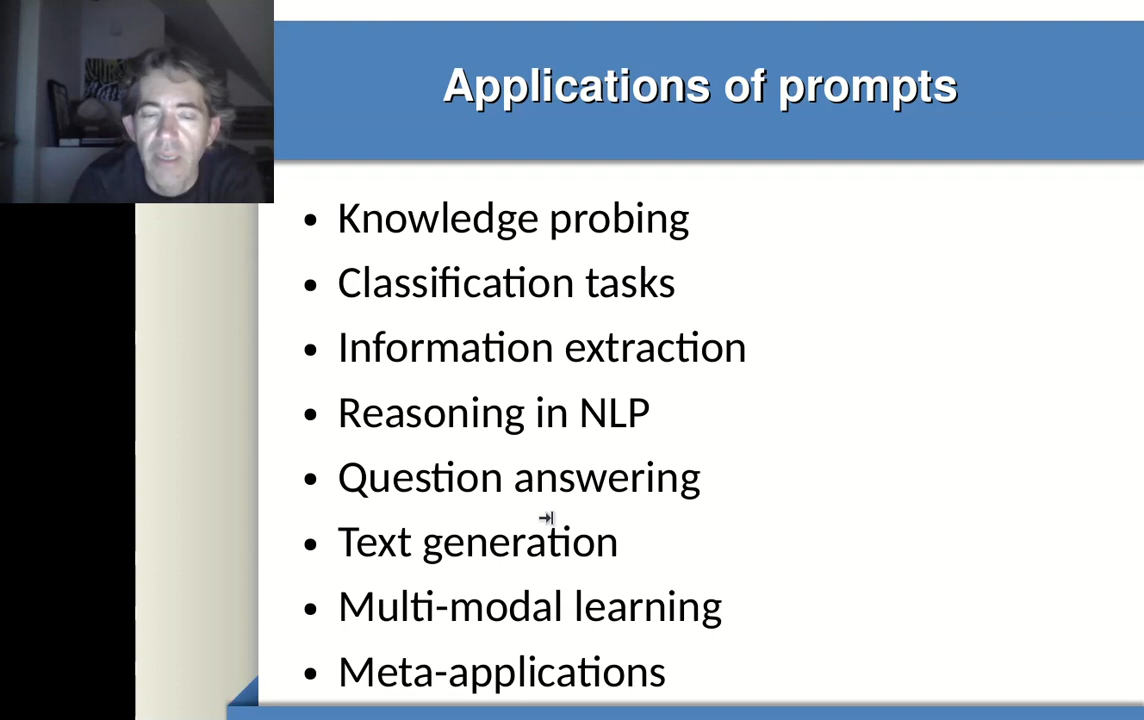 Applications of prompts
• Knowledge probing
• Classification tasks
• Information extraction
• Reasoning in NLP
• Question answering
• Text generation
• Multi-modal learning
• Meta-applications